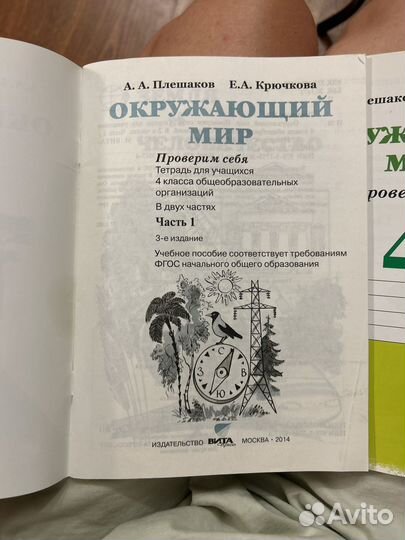 А. А. Плешаков Е.А. Крючкова
ОКРУЖАЮЩИЙ
МИР
Проверим себя
Тетрадь для учащихся
4 класса общеобразовательных
организаций
В двух частях
Часть 1
3-е издание
Учебное пособие соответствует требованиям
ФГОС начального общего образования
С
З
В
Ю
ИЗДАТЕЛЬСТВО ВИТА МОСКВА · 2014
4
Avito